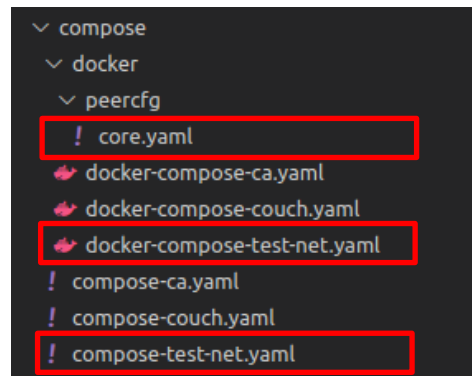 compose
docker
peercfg
! core.yaml
docker-compose-ca.yaml
docker-compose-couch.yaml
docker-compose-test-net.yaml
! compose-ca.yaml
! compose-couch.yaml
! compose-test-net.yaml